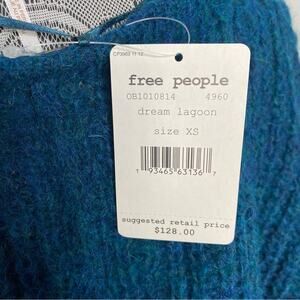 free people
OB1010814 4960
dream lagoon
size XS
1 93465 63136 7
suggested retail price
$128.00